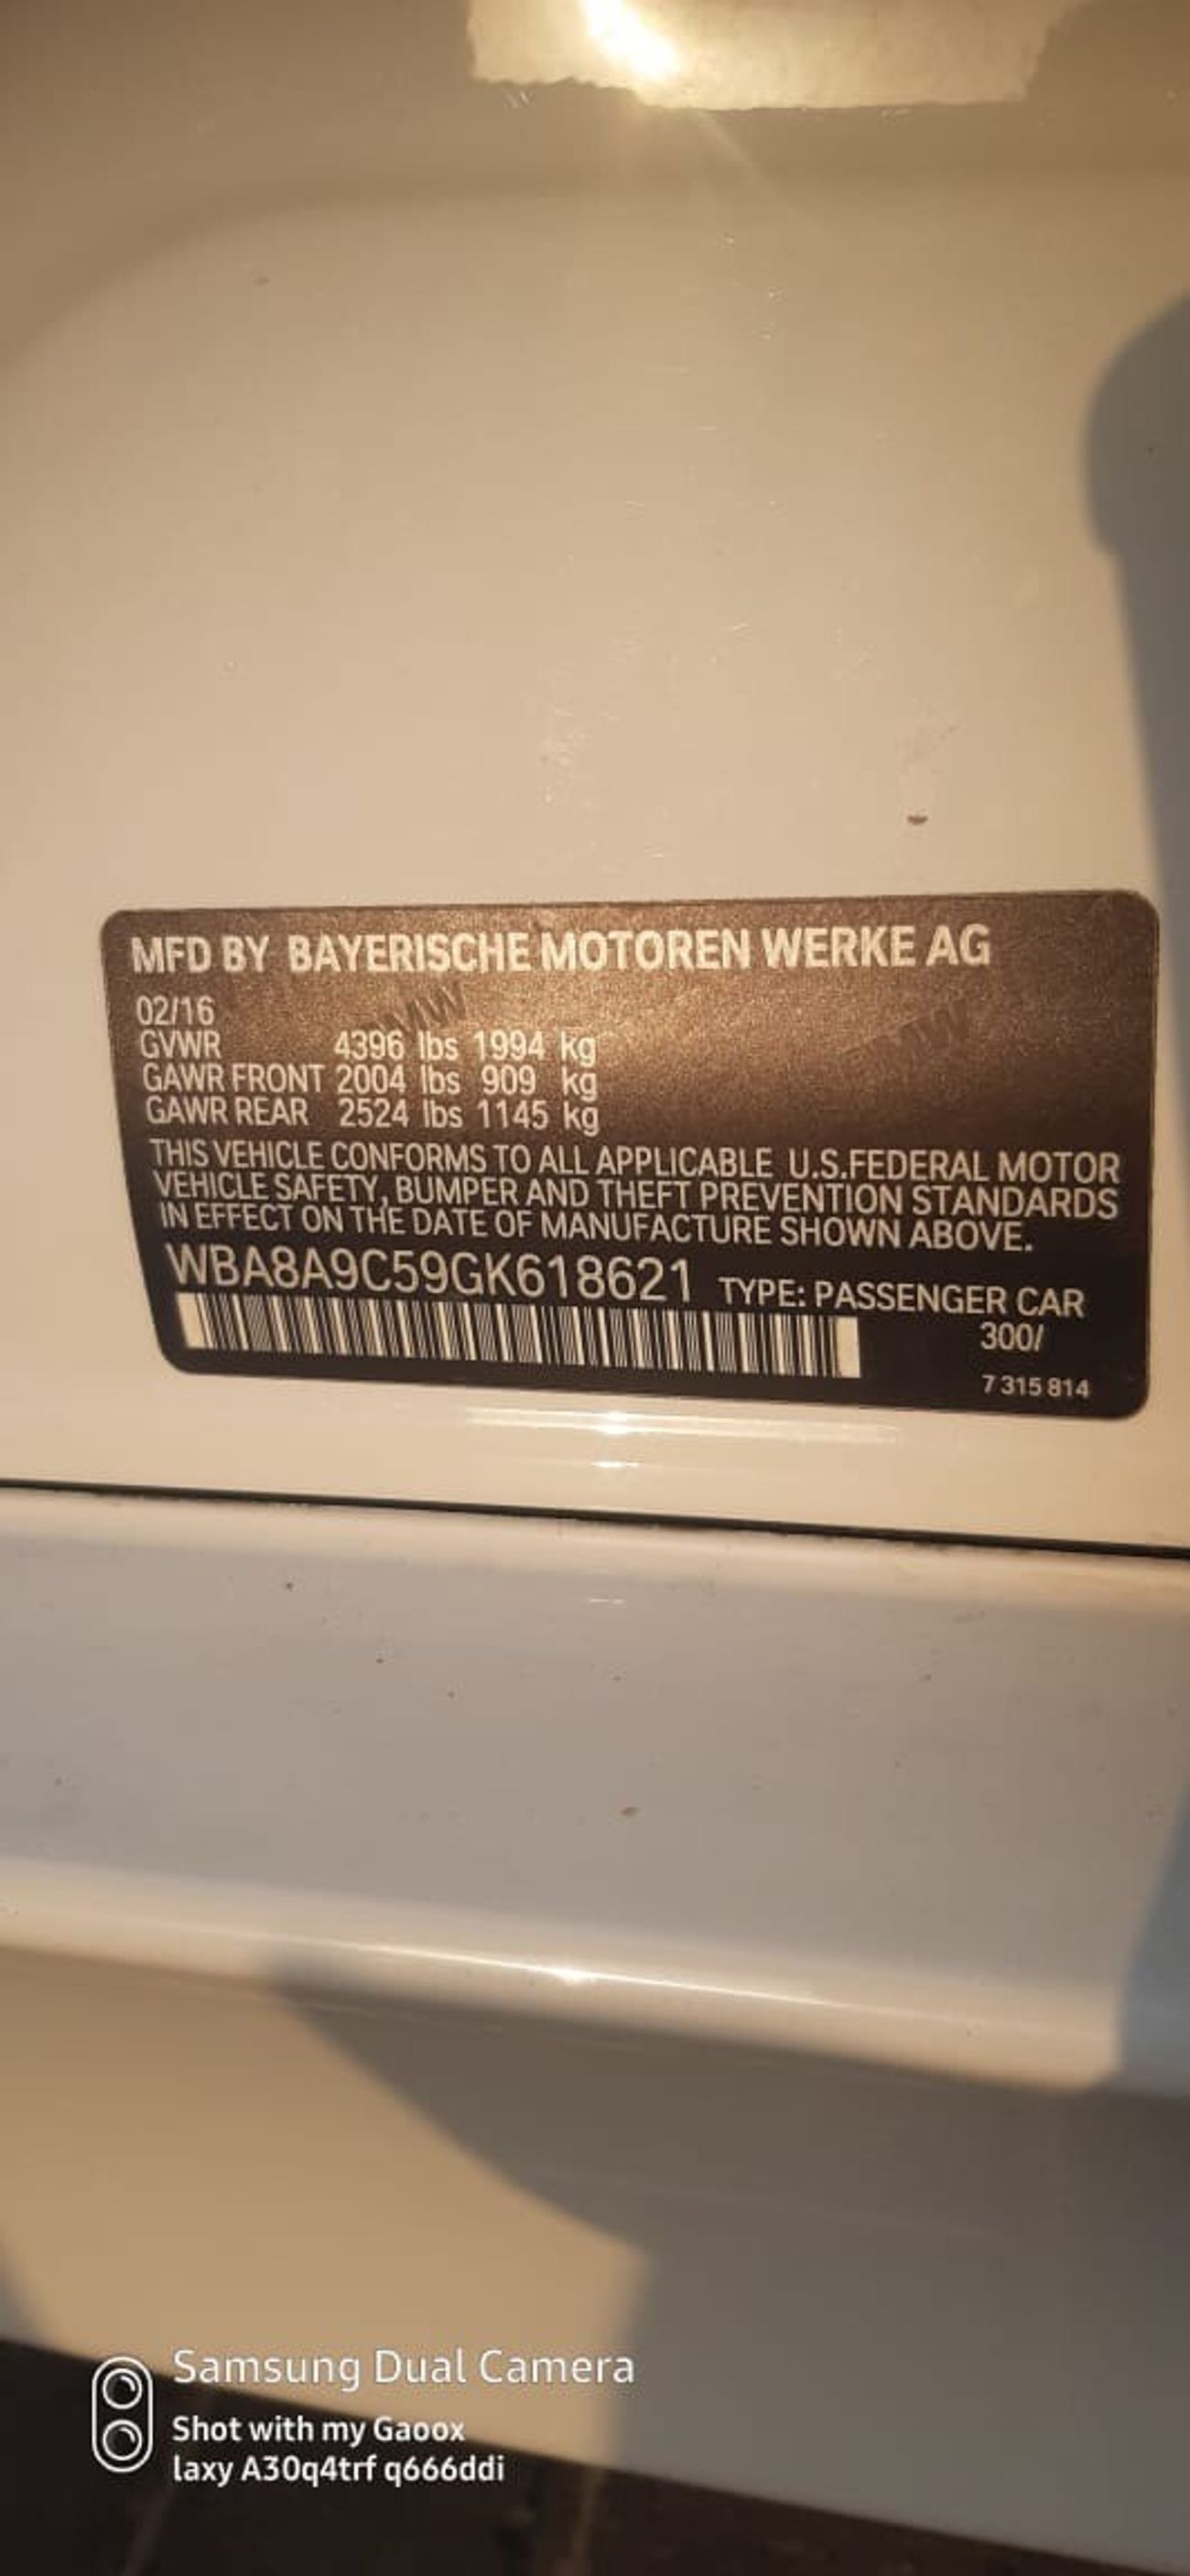 MFD BY BAYERISCHE MOTOREN WERKE AG
02/16
GVWR 4396 lbs 1994 kg
GAWR FRONT 2004 lbs 909 kg
GAWR REAR 2524 lbs 1145 kg
THIS VEHICLE CONFORMS TO ALL APPLICABLE U.S.FEDERAL MOTOR
VEHICLE SAFETY, BUMPER AND THEFT PREVENTION STANDARDS
IN EFFECT ON THE DATE OF MANUFACTURE SHOWN ABOVE.
WBA8A9C59GK618621 TYPE: PASSENGER CAR
300/
7 315 814
Samsung Dual Camera
Shot with my Gaoox
laxy A30q4trf q666ddi